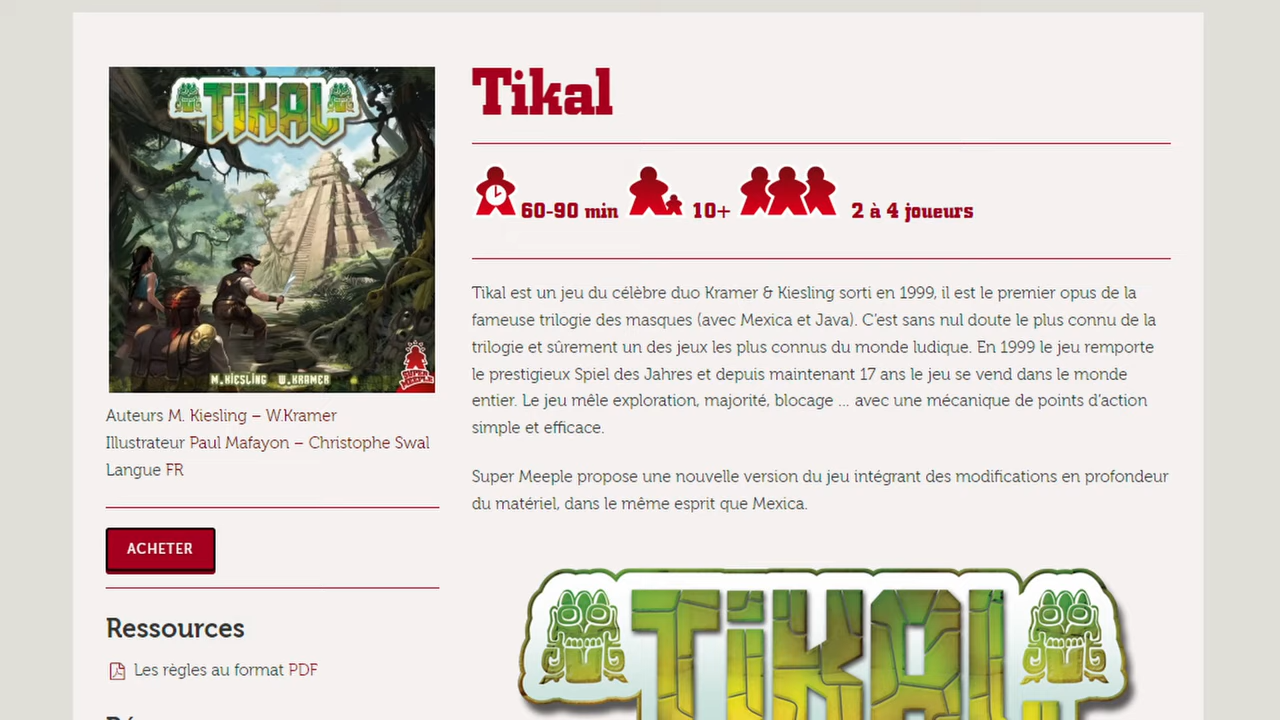 TiKAL
M.KIESLING W.KRAMER
SUPER MEEPLE
Auteurs M. Kiesling – W.Kramer
Illustrateur Paul Mafayon – Christophe Swal
Langue FR
ACHETER
Ressources
Les règles au format PDF
Tikal
60-90 min 10+ 2 à 4 joueurs
Tikal est un jeu du célèbre duo Kramer & Kiesling sorti en 1999, il est le premier opus de la
fameuse trilogie des masques (avec Mexica et Java). C'est sans nul doute le plus connu de la
trilogie et sûrement un des jeux les plus connus du monde ludique. En 1999 le jeu remporte
le prestigieux Spiel des Jahres et depuis maintenant 17 ans le jeu se vend dans le monde
entier. Le jeu mêle exploration, majorité, blocage ... avec une mécanique de points d'action
simple et efficace.
Super Meeple propose une nouvelle version du jeu intégrant des modifications en profondeur
du matériel, dans le même esprit que Mexica.
TiKAL